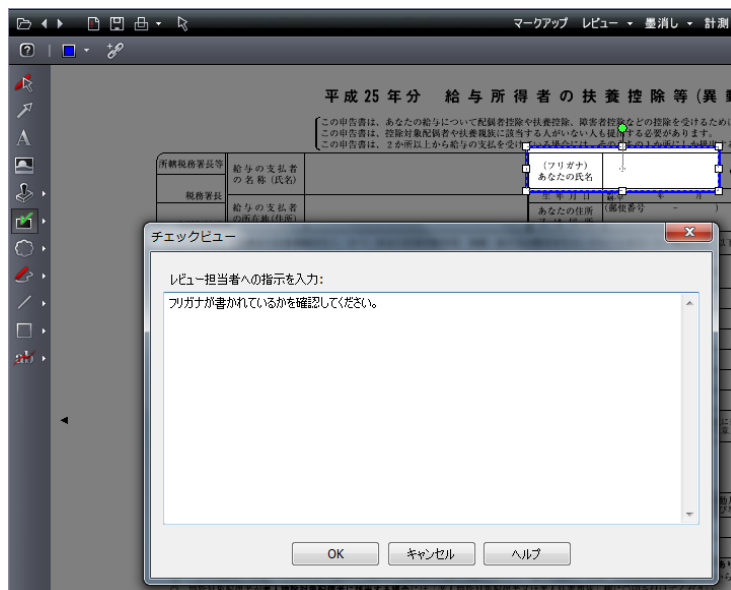 マークアップ レビュー 墨消し 計測
A
平成 25 年分 給与所得者の扶養控除等(異
この申告書は、あなたの給与について配偶者控除や扶養控除、障害者控除などの控除を受けるため
この申告書は、控除対象配偶者や扶養親族に該当する人がいない人も提出する必要があります。
この申告書は、2か所以上から給与の支払を受け
所轄税務署長等
給与の支払者
の名称(氏名)
(フリガナ)
あなたの氏名
税務署長
給与の支払者
の所在地(住所)
生年月日
年 月
あなたの住所
(郵便番号 - )
チェックビュー
レビュー担当者への指示を入力:
フリガナが書かれているかを確認してください。
OK キャンセル ヘルプ
ab